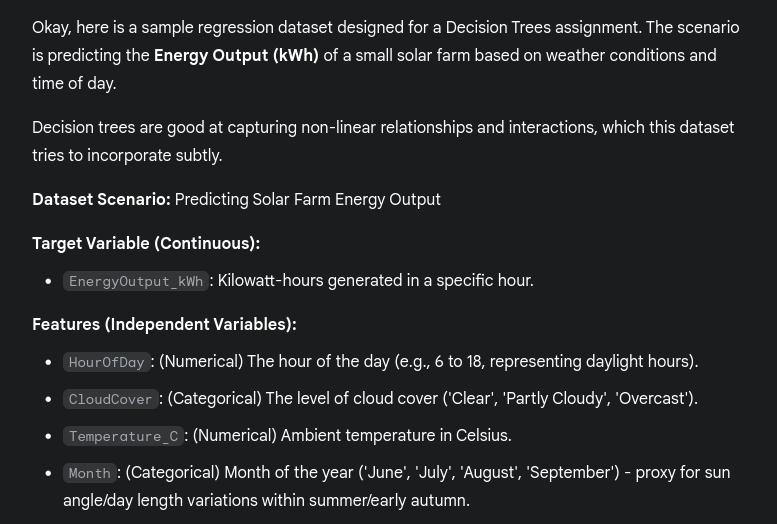 Okay, here is a sample regression dataset designed for a Decision Trees assignment. The scenario
is predicting the Energy Output (kWh) of a small solar farm based on weather conditions and
time of day.
Decision trees are good at capturing non-linear relationships and interactions, which this dataset
tries to incorporate subtly.
Dataset Scenario: Predicting Solar Farm Energy Output
Target Variable (Continuous):
• EnergyOutput_kWh: Kilowatt-hours generated in a specific hour.
Features (Independent Variables):
• HourOfDay: (Numerical) The hour of the day (e.g., 6 to 18, representing daylight hours).
• CloudCover: (Categorical) The level of cloud cover ('Clear', 'Partly Cloudy', 'Overcast').
• Temperature_C: (Numerical) Ambient temperature in Celsius.
• Month: (Categorical) Month of the year ('June', 'July', 'August', 'September') - proxy for sun
angle/day length variations within summer/early autumn.